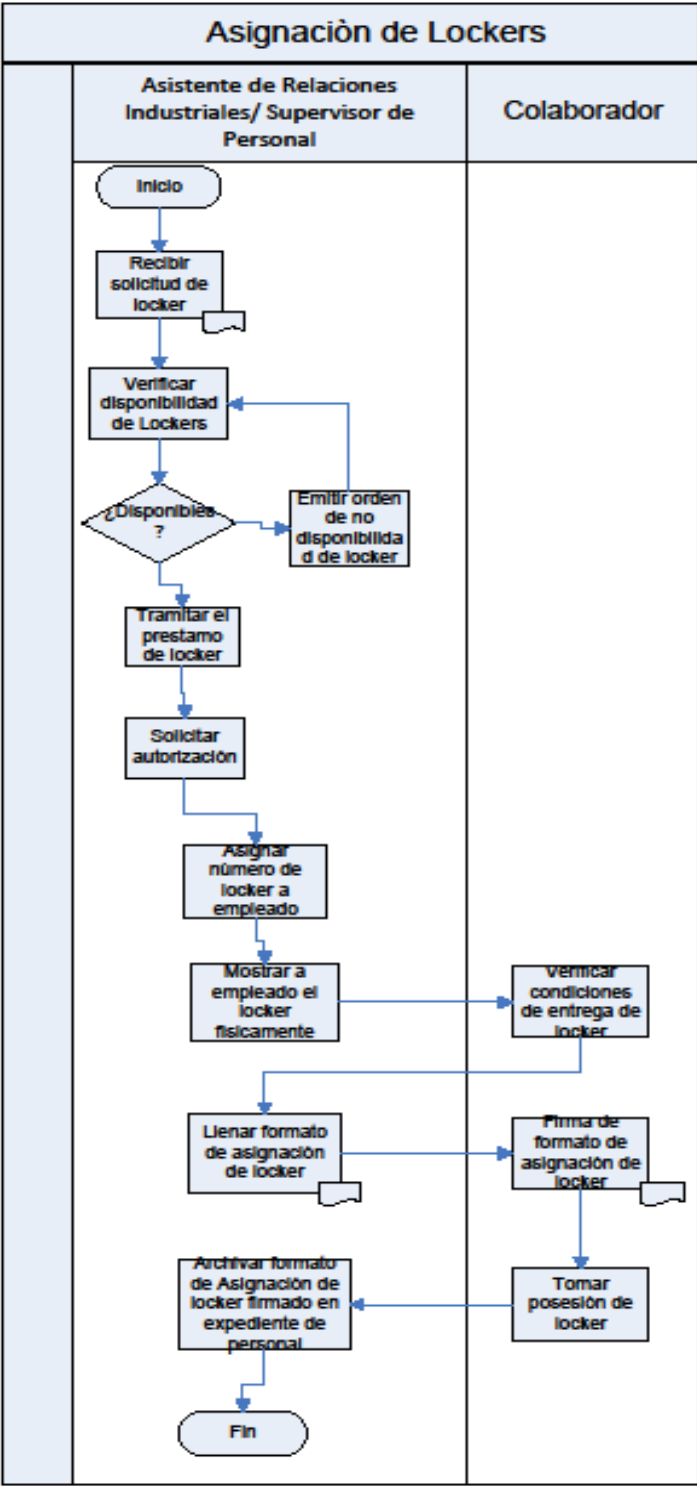 Asignaciòn de Lockers
Asistente de Relaciones
Industriales/ Supervisor de
Personal
Colaborador
Inicio
Recibir
solicitud de
locker
Verificar
disponibilidad
de Lockers
¿Disponibles
?
Emitir orden
de no
disponibilida
d de locker
Tramitar el
prestamo
de locker
Solicitar
autorización
Asignar
número de
locker a
empleado
Mostrar a
empleado el
locker
fisicamente
Verificar
condiciones
de entrega de
locker
Llenar formato
de asignación
de locker
Firma de
formato de
asignación de
locker
Tomar
posesión de
locker
Archivar formato
de Asignación de
locker firmado en
expediente de
personal
Fin